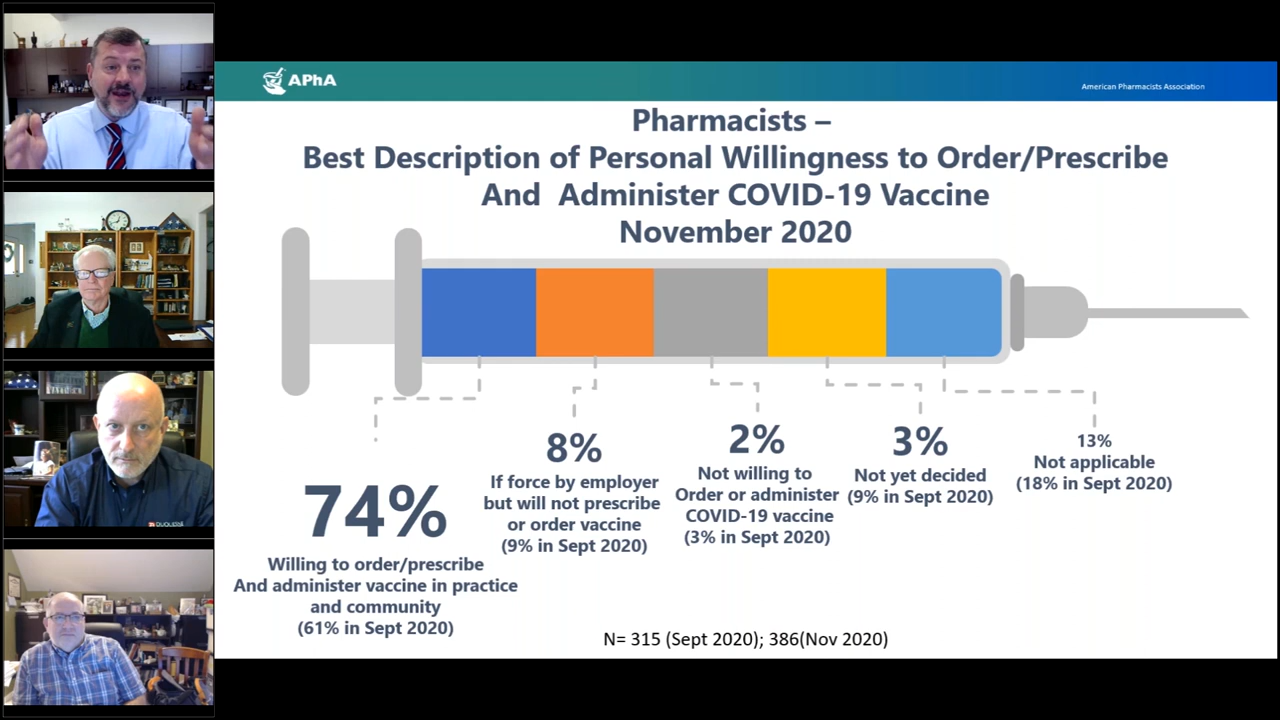 APhA
American Pharmacists Association
Pharmacists –
Best Description of Personal Willingness to Order/Prescribe
And Administer COVID-19 Vaccine
November 2020
74%
Willing to order/prescribe
And administer vaccine in practice
and community
(61% in Sept 2020)
8%
If force by employer
but will not prescribe
or order vaccine
(9% in Sept 2020)
2%
Not willing to
Order or administer
COVID-19 vaccine
(3% in Sept 2020)
3%
Not yet decided
(9% in Sept 2020)
13%
Not applicable
(18% in Sept 2020)
N= 315 (Sept 2020); 386(Nov 2020)